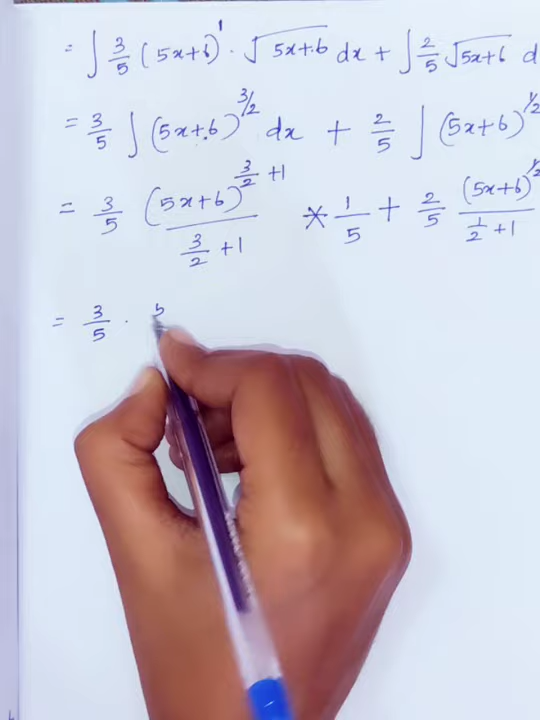 = ∫ 3/5 (5x+6)^1 · √5x+6 dx + ∫ 2/5 √5x+6 d
= 3/5 ∫ (5x+6)^3/2 dx + 2/5 ∫ (5x+6)^1/2
= 3/5 (5x+6)^3/2 +1 / 3/2 +1 * 1/5 + 2/5 (5x+6)^1/2 / 1/2 +1
= 3/5 ·